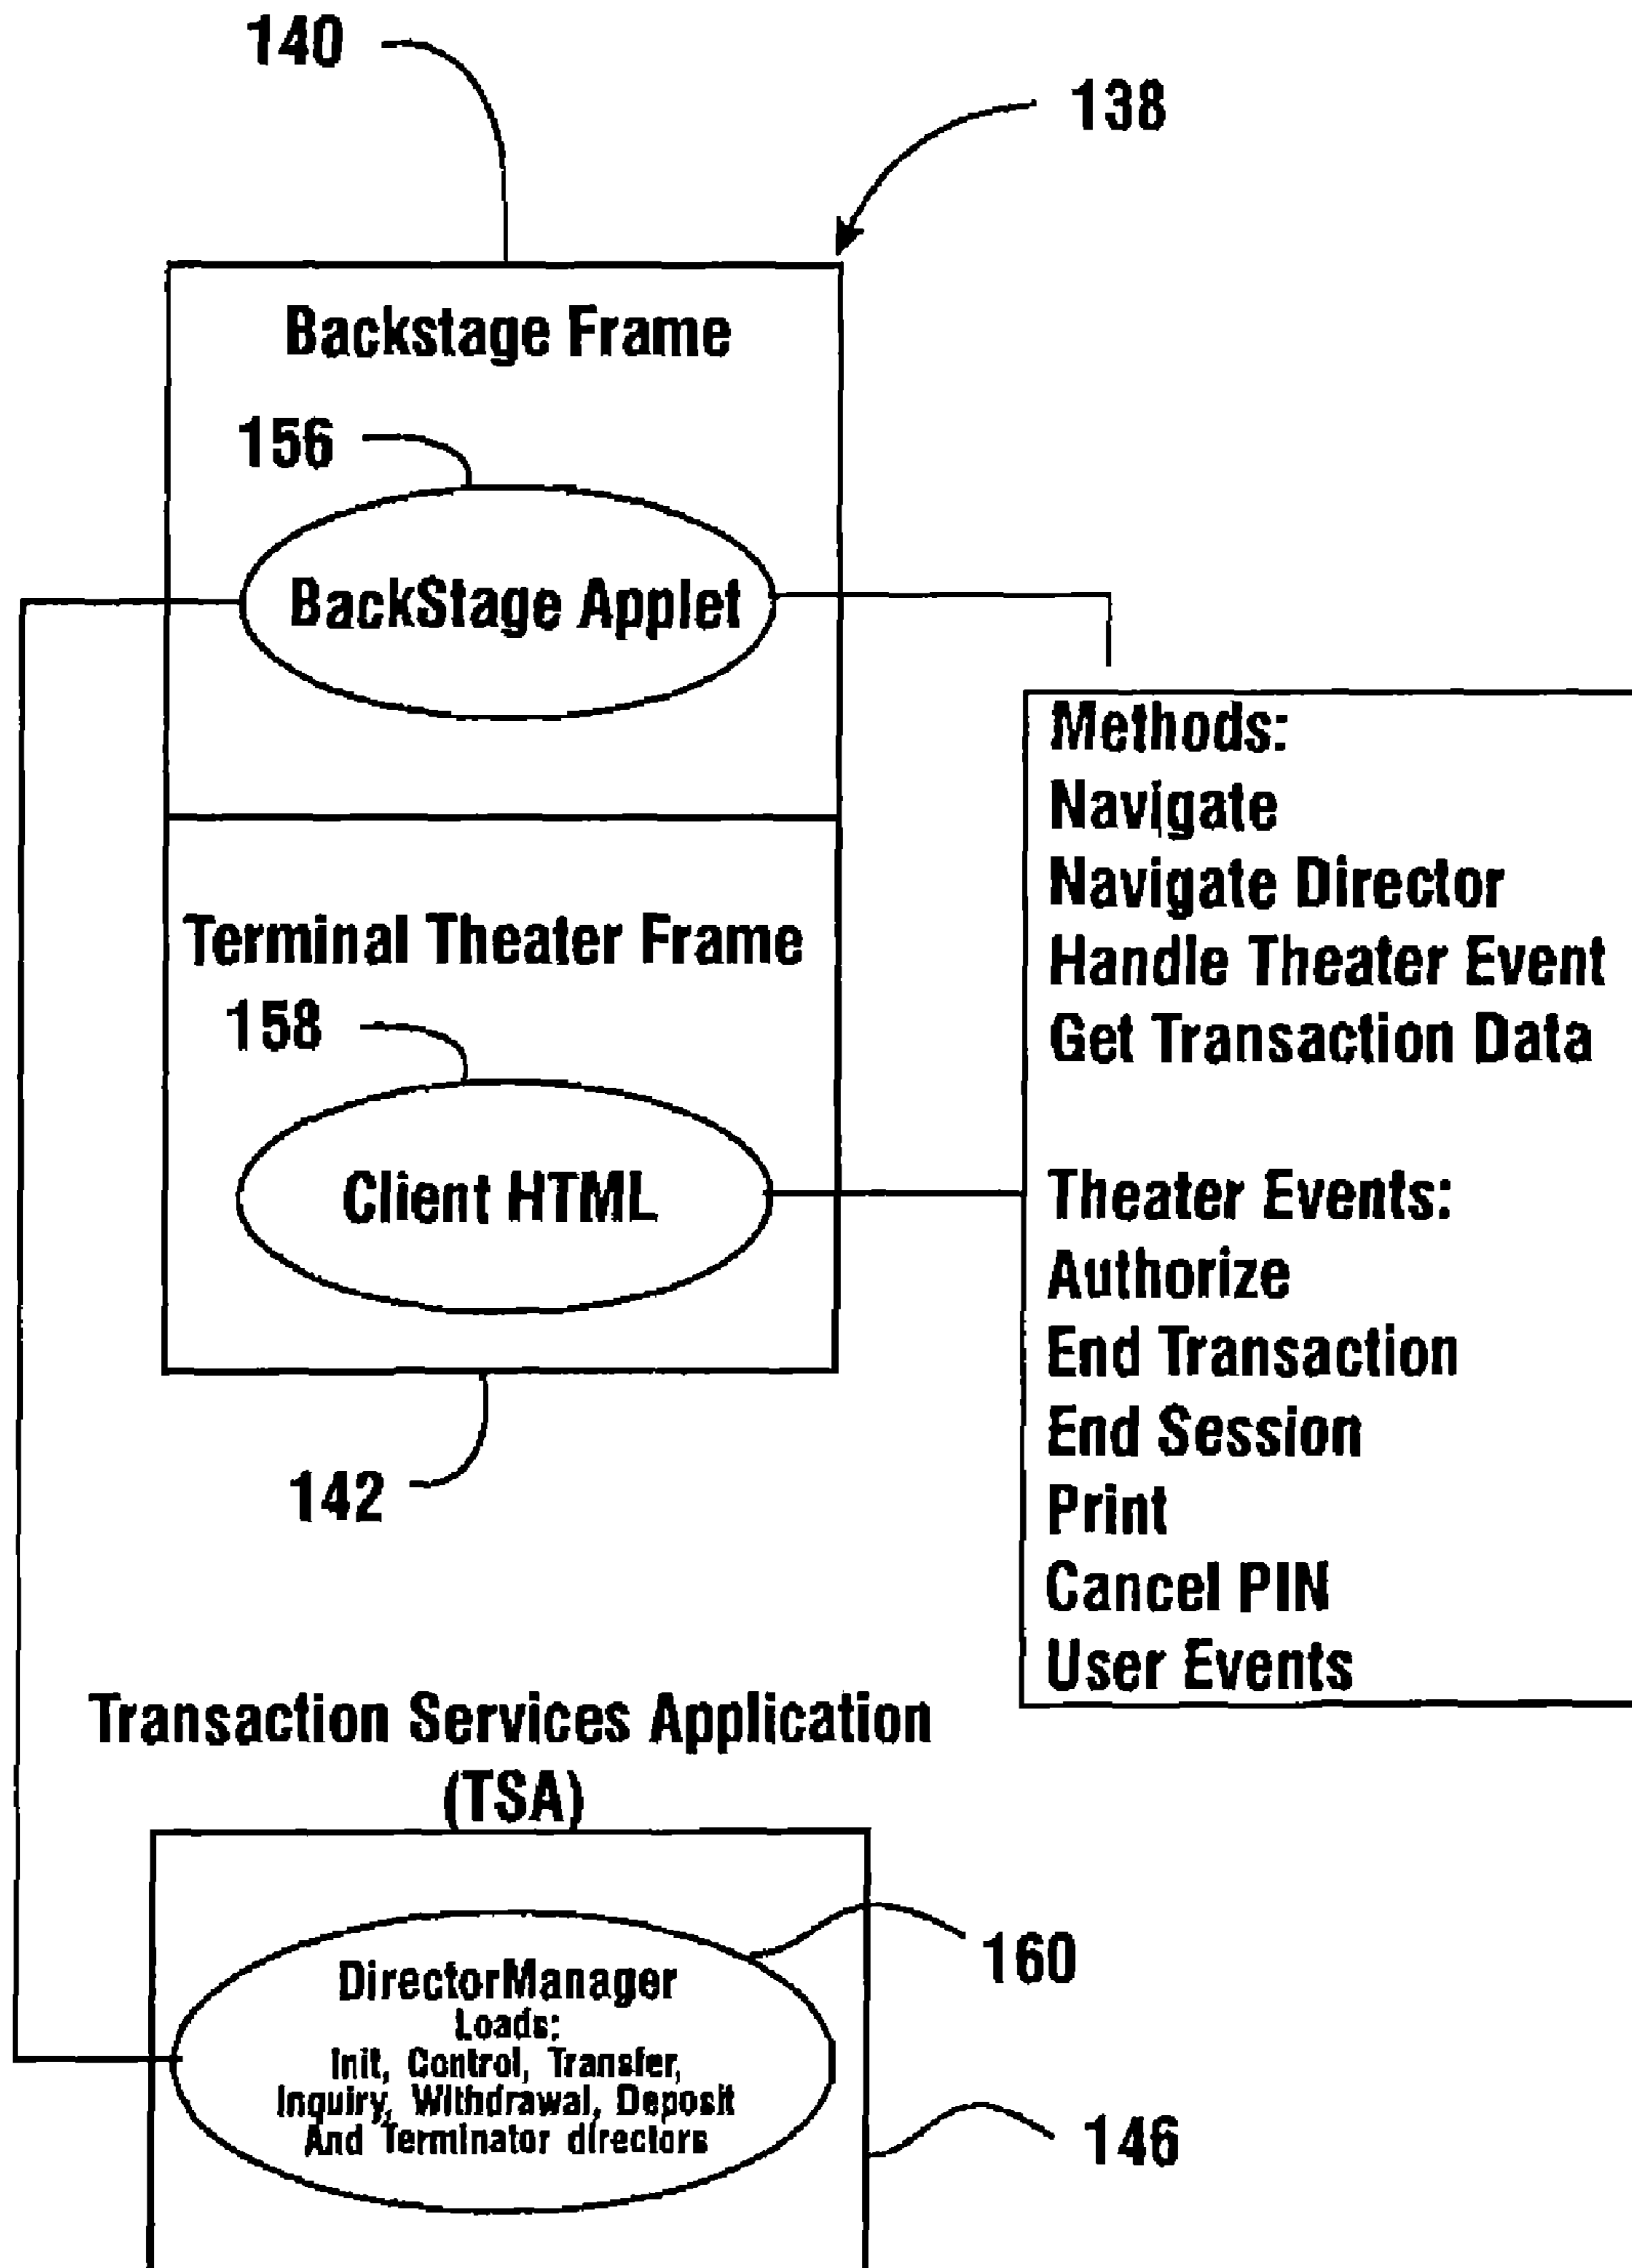 140
138
Backstage Frame
156
BackStage Applet
Methods:
Navigate
Navigate Director
Handle Theater Event
Get Transaction Data
Terminal Theater Frame
158
Client HTML
Theater Events:
Authorize
End Transaction
End Session
Print
Cancel PIN
User Events
142
Transaction Services Application
(TSA)
DirectorManager
Loads:
Init, Control, Transfer,
Inquiry, Withdrawal, Deposit
And Terminator directors
160
146